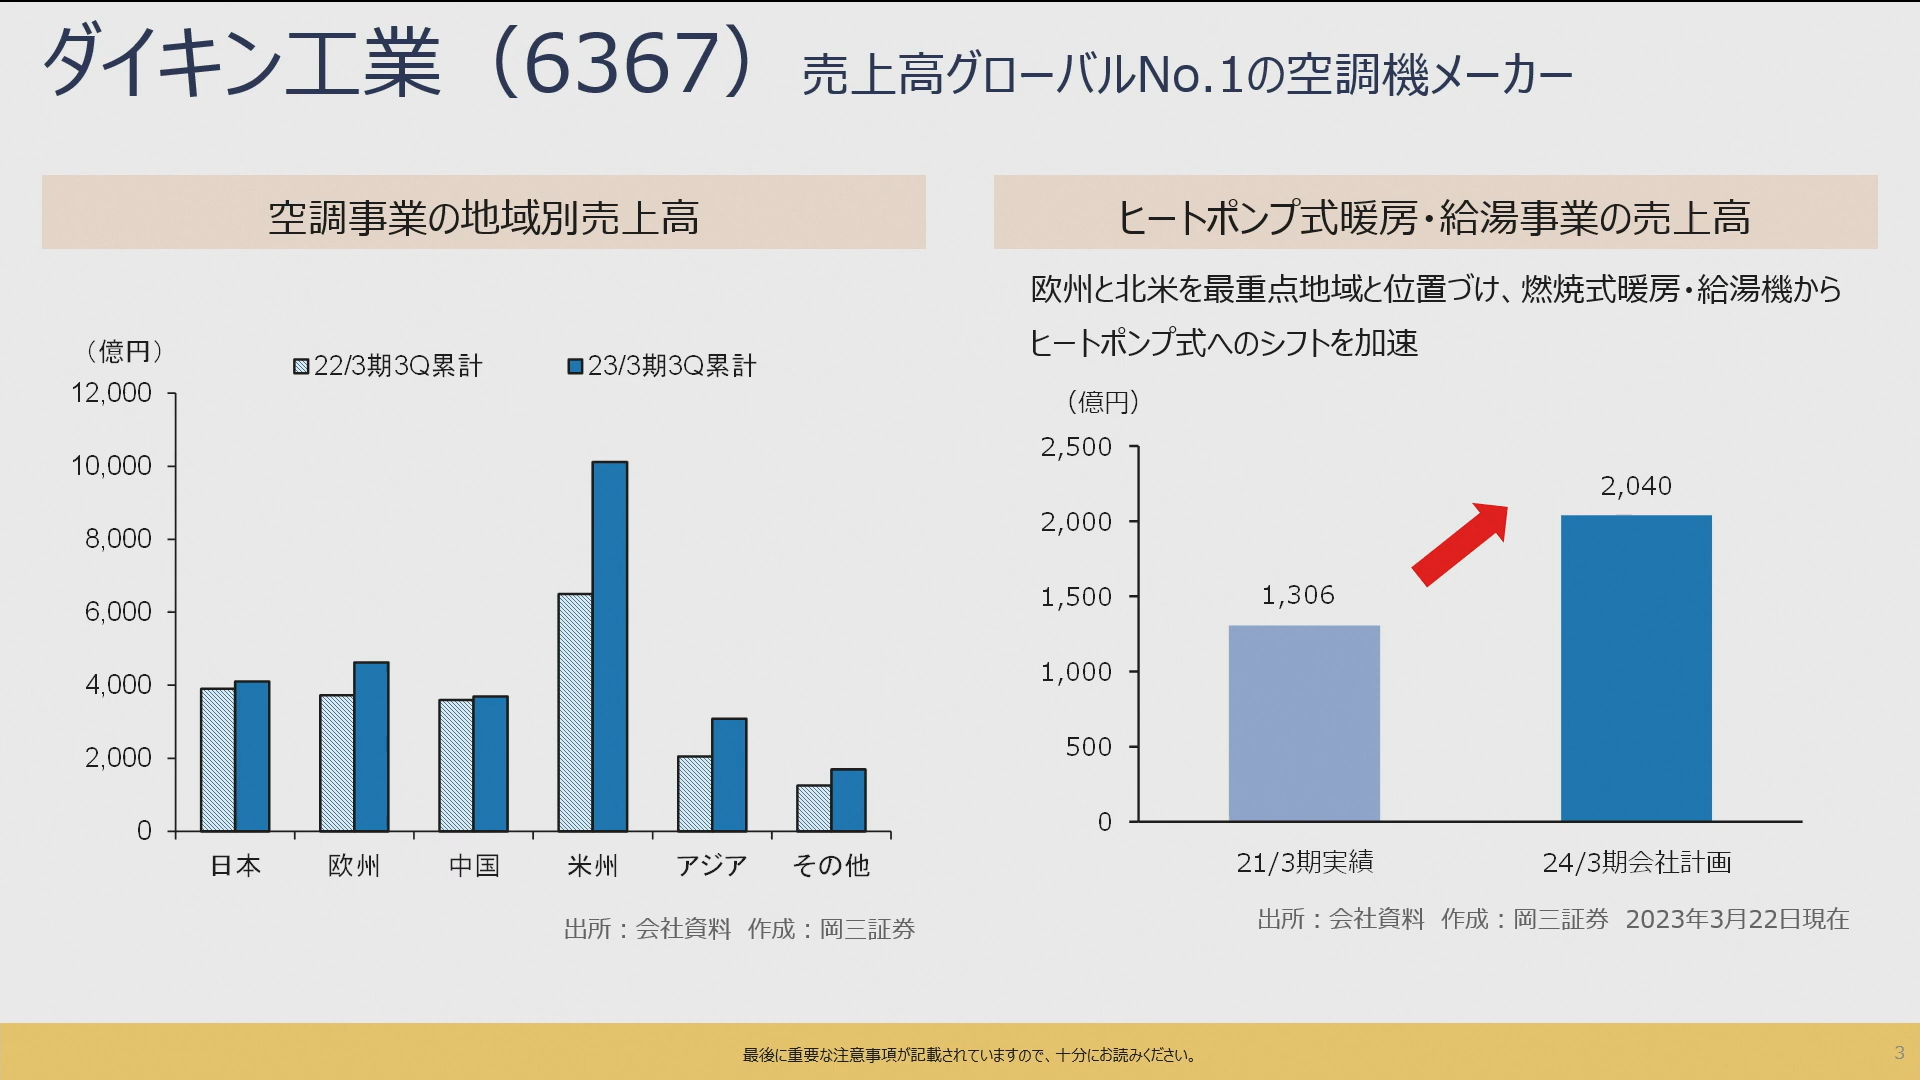 ダイキン工業（6367）売上高グローバルNo.1の空調機メーカー
空調事業の地域別売上高
（億円）
22/3期3Q累計 23/3期3Q累計
12,000
10,000
8,000
6,000
4,000
2,000
0
日本 欧州 中国 米州 アジア その他
出所：会社資料 作成：岡三証券
ヒートポンプ式暖房・給湯事業の売上高
欧州と北米を最重点地域と位置づけ、燃焼式暖房・給湯機から
ヒートポンプ式へのシフトを加速
（億円）
2,500
2,000
1,500
1,000
500
0
1,306
2,040
21/3期実績 24/3期会社計画
出所：会社資料 作成：岡三証券 2023年3月22日現在
最後に重要な注意事項が記載されていますので、十分にお読みください。
3